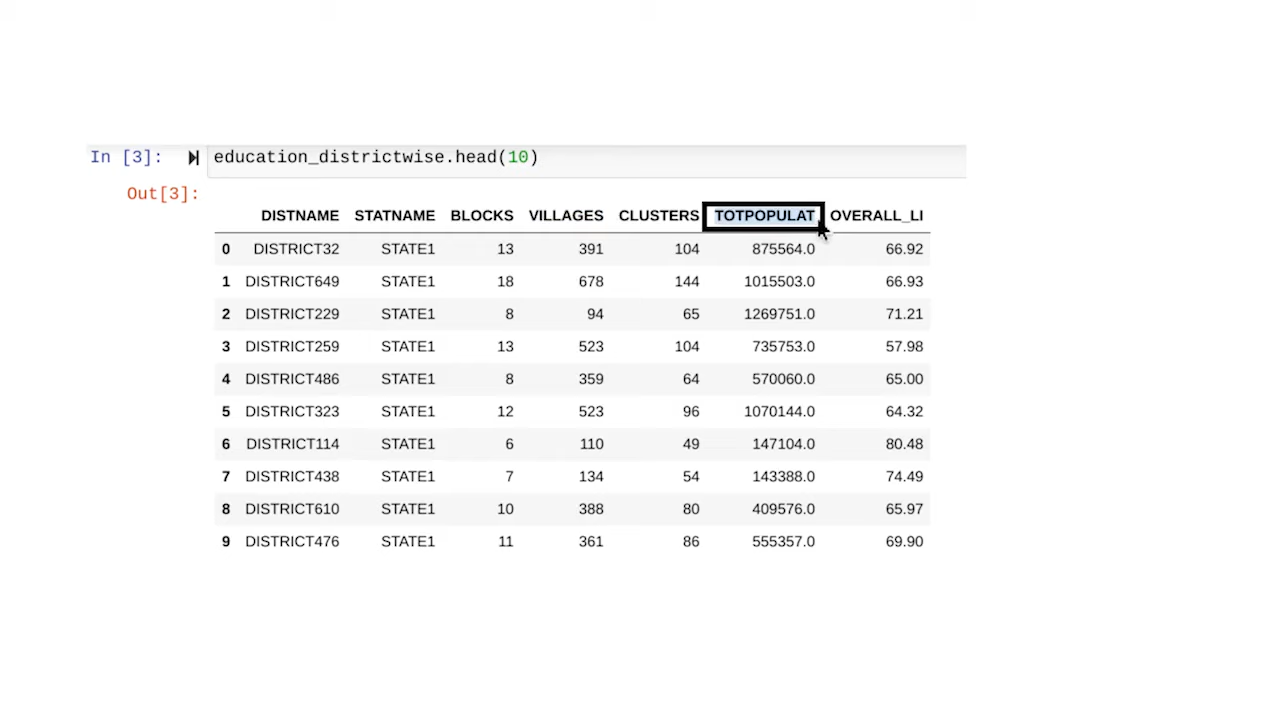 In [3]: education_districtwise.head(10)
Out[3]:
DISTNAME STATNAME BLOCKS VILLAGES CLUSTERS TOTPOPULAT OVERALL_LI
0 DISTRICT32 STATE1 13 391 104 875564.0 66.92
1 DISTRICT649 STATE1 18 678 144 1015503.0 66.93
2 DISTRICT229 STATE1 8 94 65 1269751.0 71.21
3 DISTRICT259 STATE1 13 523 104 735753.0 57.98
4 DISTRICT486 STATE1 8 359 64 570060.0 65.00
5 DISTRICT323 STATE1 12 523 96 1070144.0 64.32
6 DISTRICT114 STATE1 6 110 49 147104.0 80.48
7 DISTRICT438 STATE1 7 134 54 143388.0 74.49
8 DISTRICT610 STATE1 10 388 80 409576.0 65.97
9 DISTRICT476 STATE1 11 361 86 555357.0 69.90